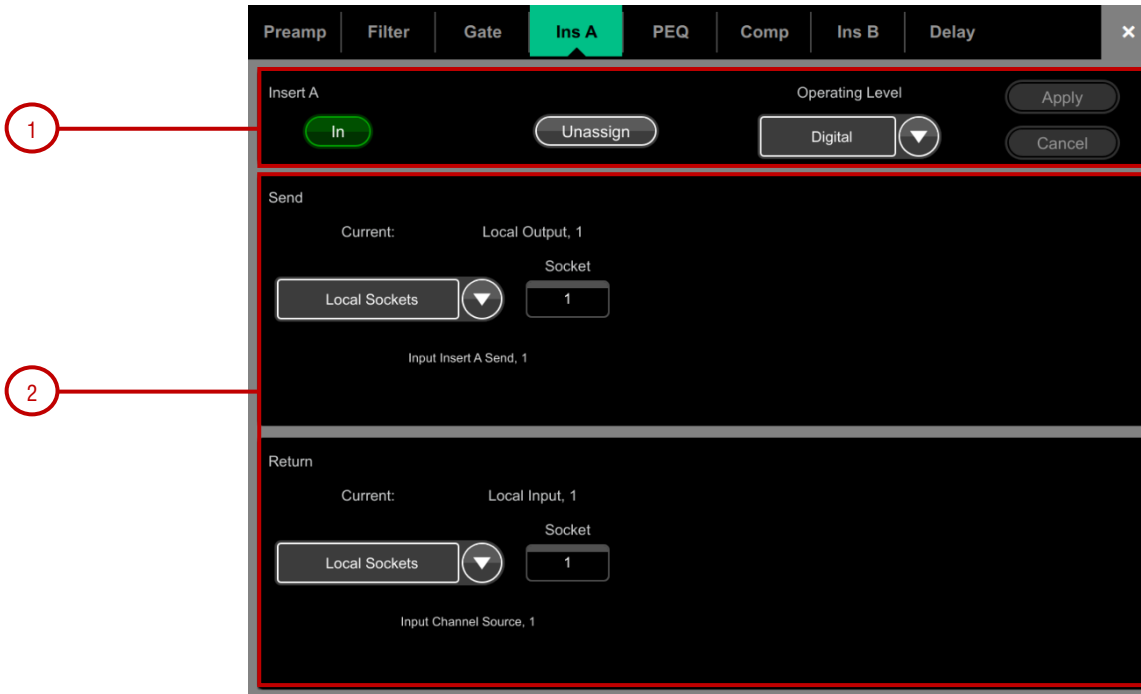 Preamp Filter Gate Ins A PEQ Comp Ins B Delay ×
Insert A Operating Level
1 In Unassign Digital Apply
Cancel
Send
Current: Local Output, 1
Socket
Local Sockets 1
Input Insert A Send, 1
2
Return
Current: Local Input, 1
Socket
Local Sockets 1
Input Channel Source, 1